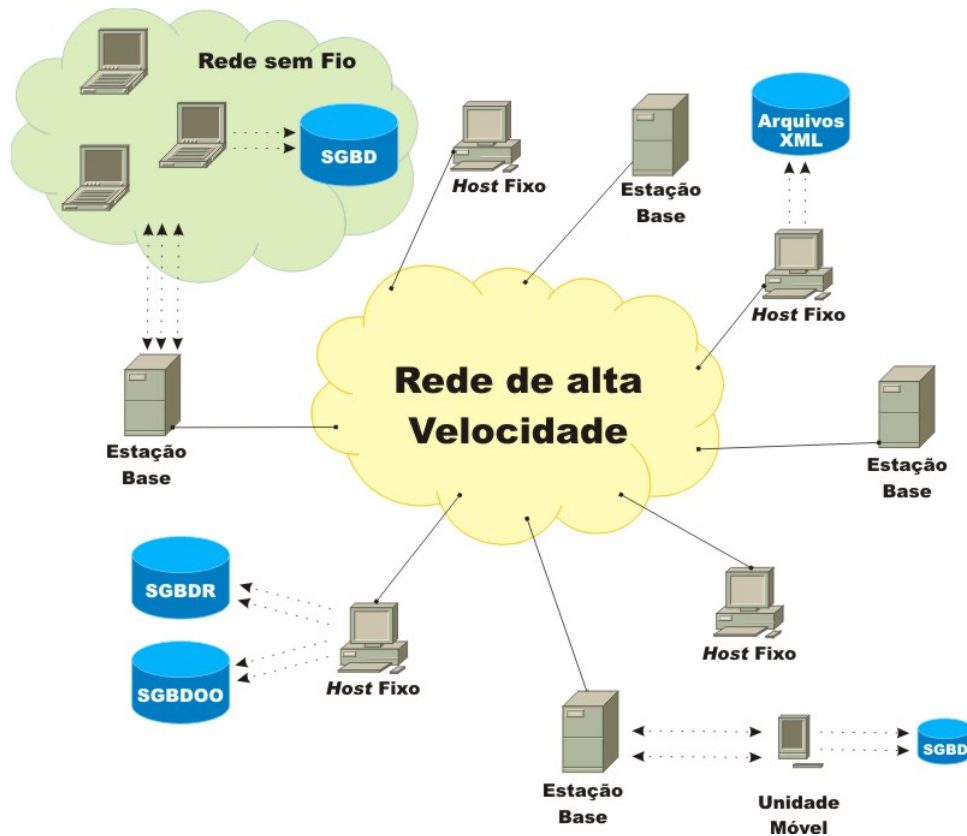 Rede sem Fio
SGBD
Host Fixo
Estação
Base
Arquivos
XML
Host Fixo
Rede de alta
Velocidade
Estação
Base
Estação
Base
SGBDR
SGBDOO
Host Fixo
Host Fixo
Estação
Base
Unidade
Móvel
SGBD